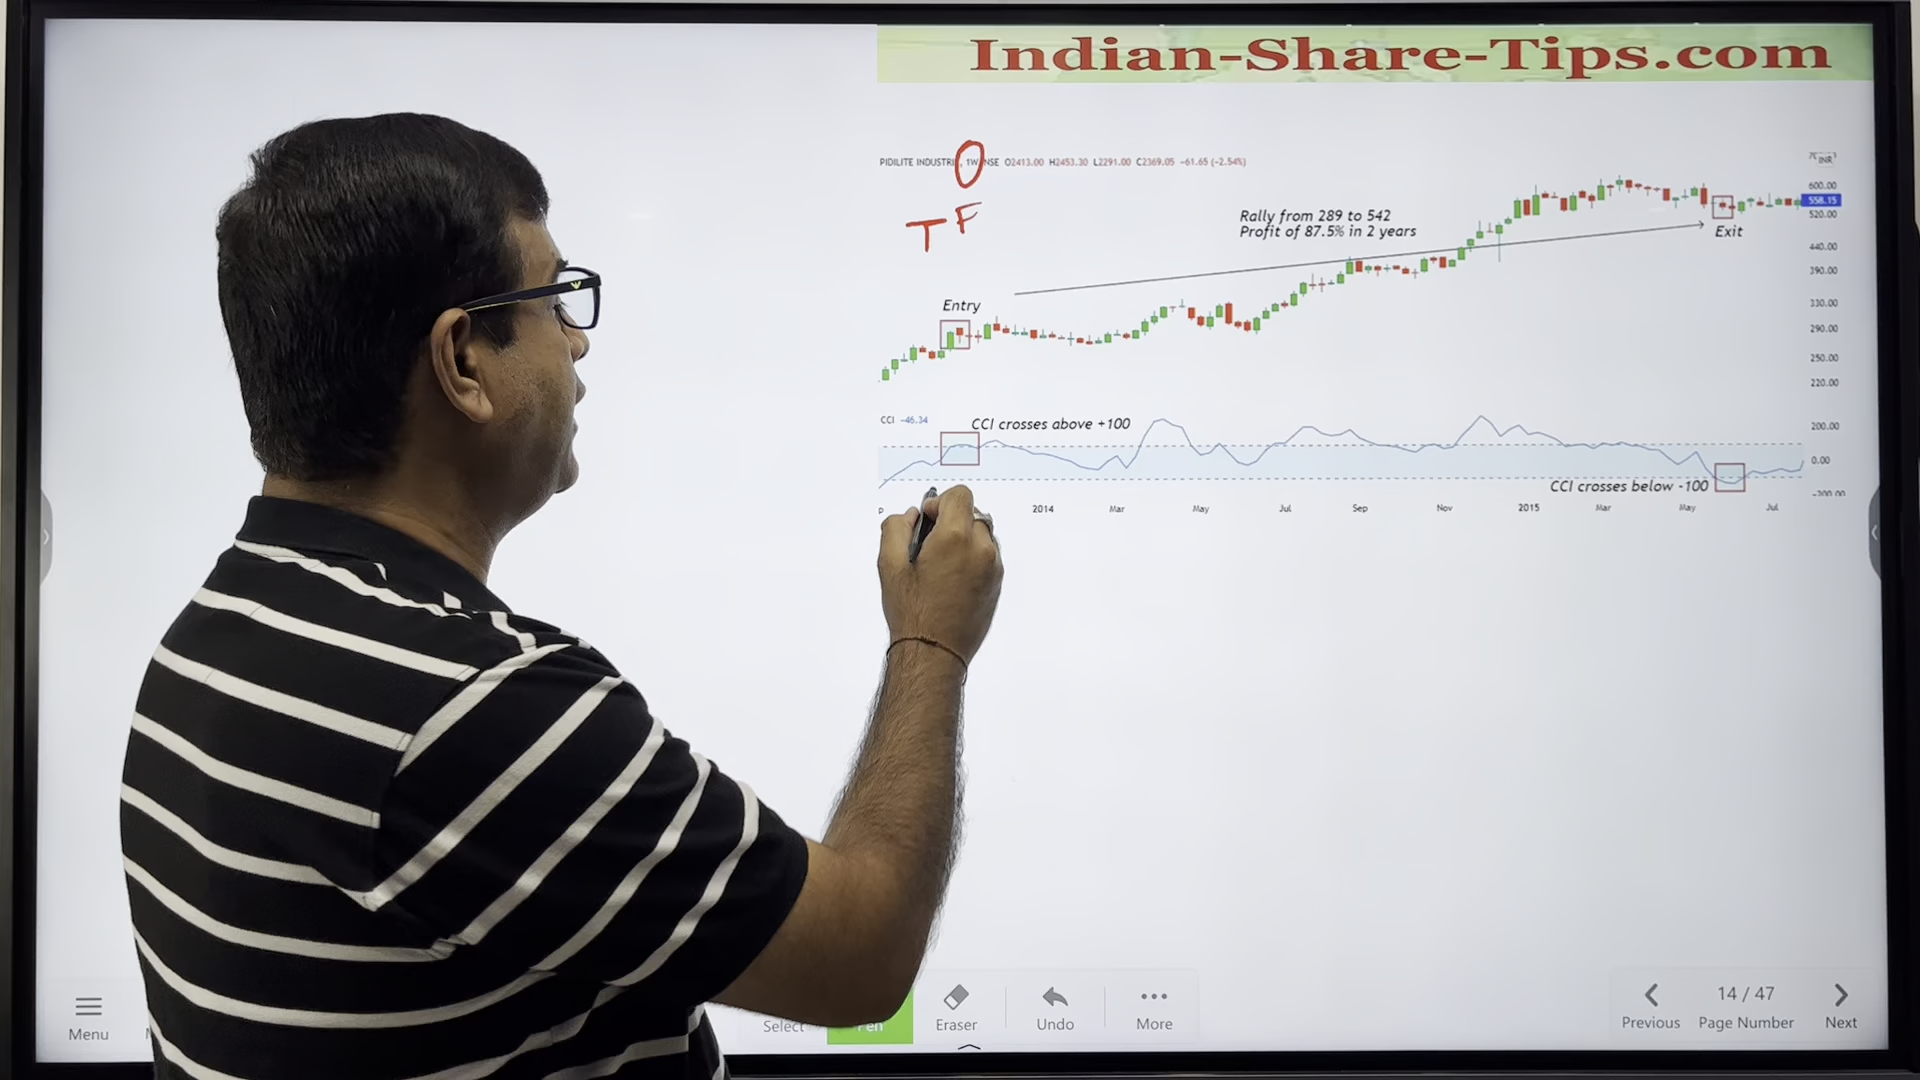 Indian-Share-Tips.com
PIDILITE INDUSTRI , 1W, NSE O2413.00 H2453.30 L2291.00 C2369.05 -61.65 (-2.54%)
INR
TF
600.00
558.15
520.00
Rally from 289 to 542
Profit of 87.5% in 2 years
Exit
440.00
390.00
Entry
330.00
290.00
250.00
220.00
CCI -46.34
CCI crosses above +100
200.00
0.00
CCI crosses below -100
-200.00
2014 Mar May Jul Sep Nov 2015 Mar May Jul
Menu
Select
Pen
Eraser
Undo
More
Previous
14 / 47
Page Number
Next